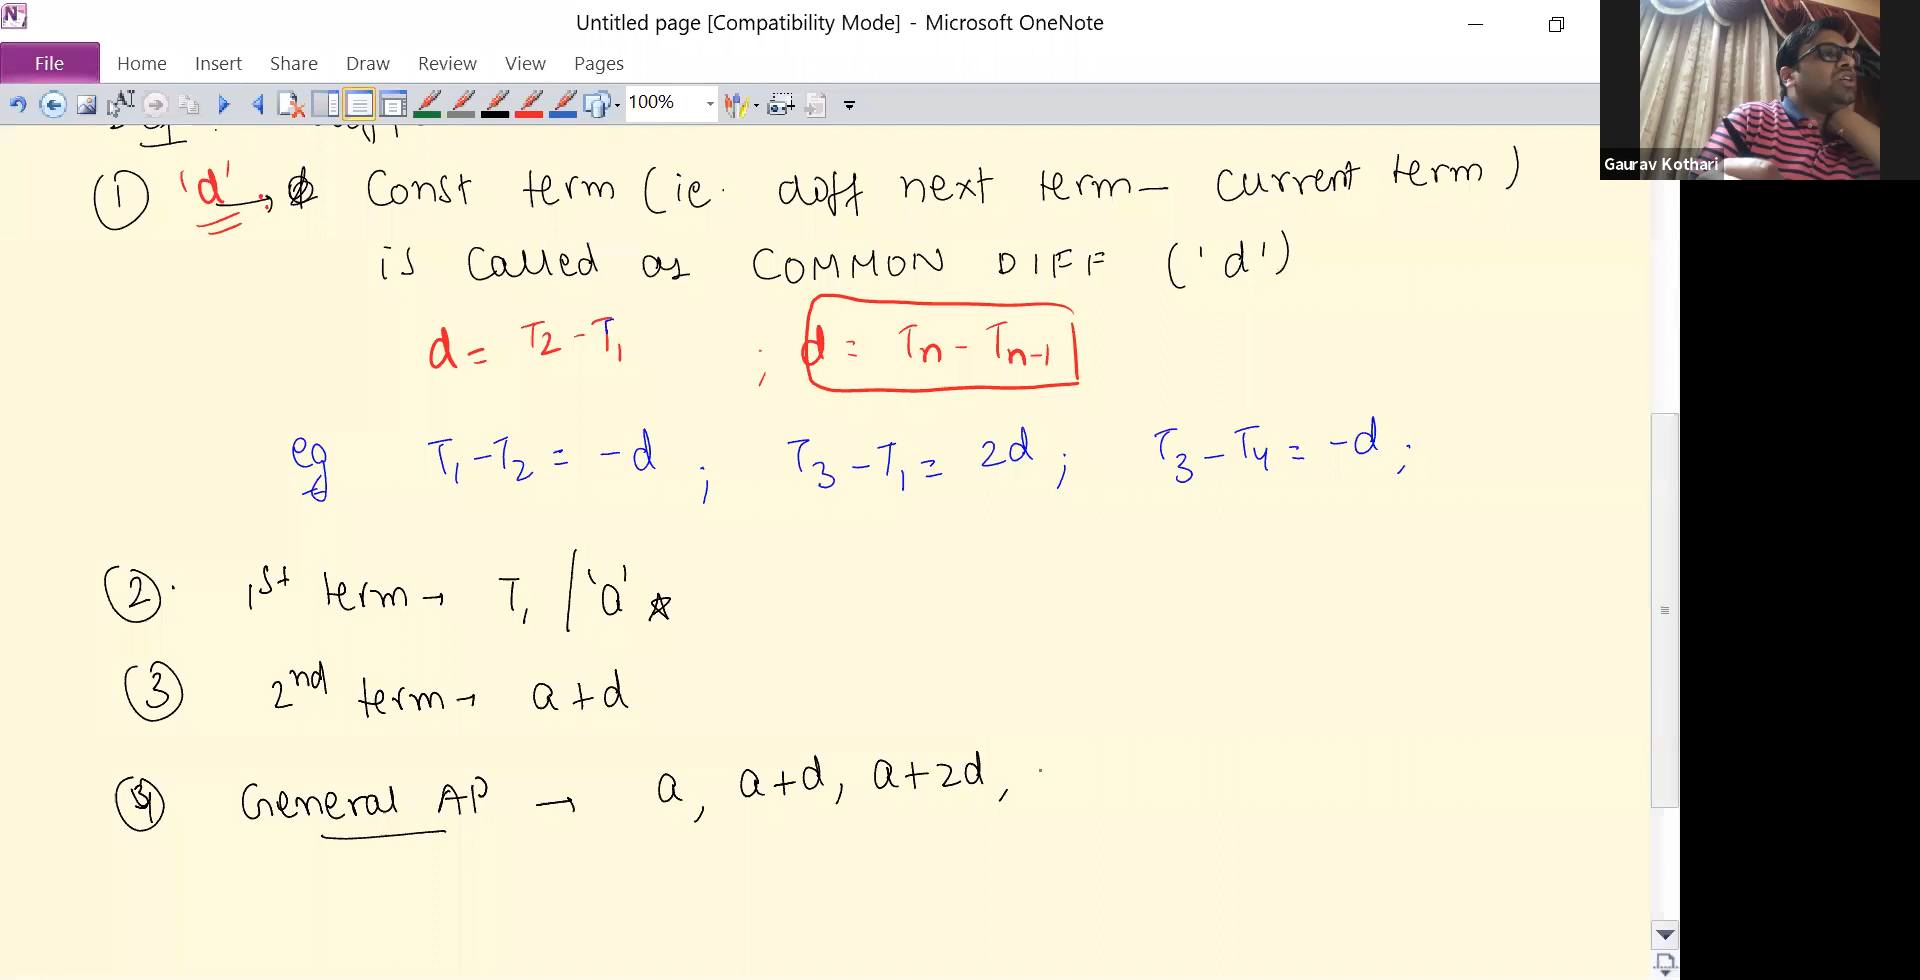 Untitled page [Compatibility Mode] - Microsoft OneNote
File Home Insert Share Draw Review View Pages
100%
Gaurav Kothari
① 'd' → Const term (ie. diff next term - current term)
is called as COMMON DIFF ('d')
d = T2 - T1 ; d = Tn - Tn-1
eg T1 - T2 = -d ; T3 - T1 = 2d ; T3 - T4 = -d ;
②. 1st term → T1 / 'a' ☆
③ 2nd term → a + d
④ General AP → a, a+d, a+2d,